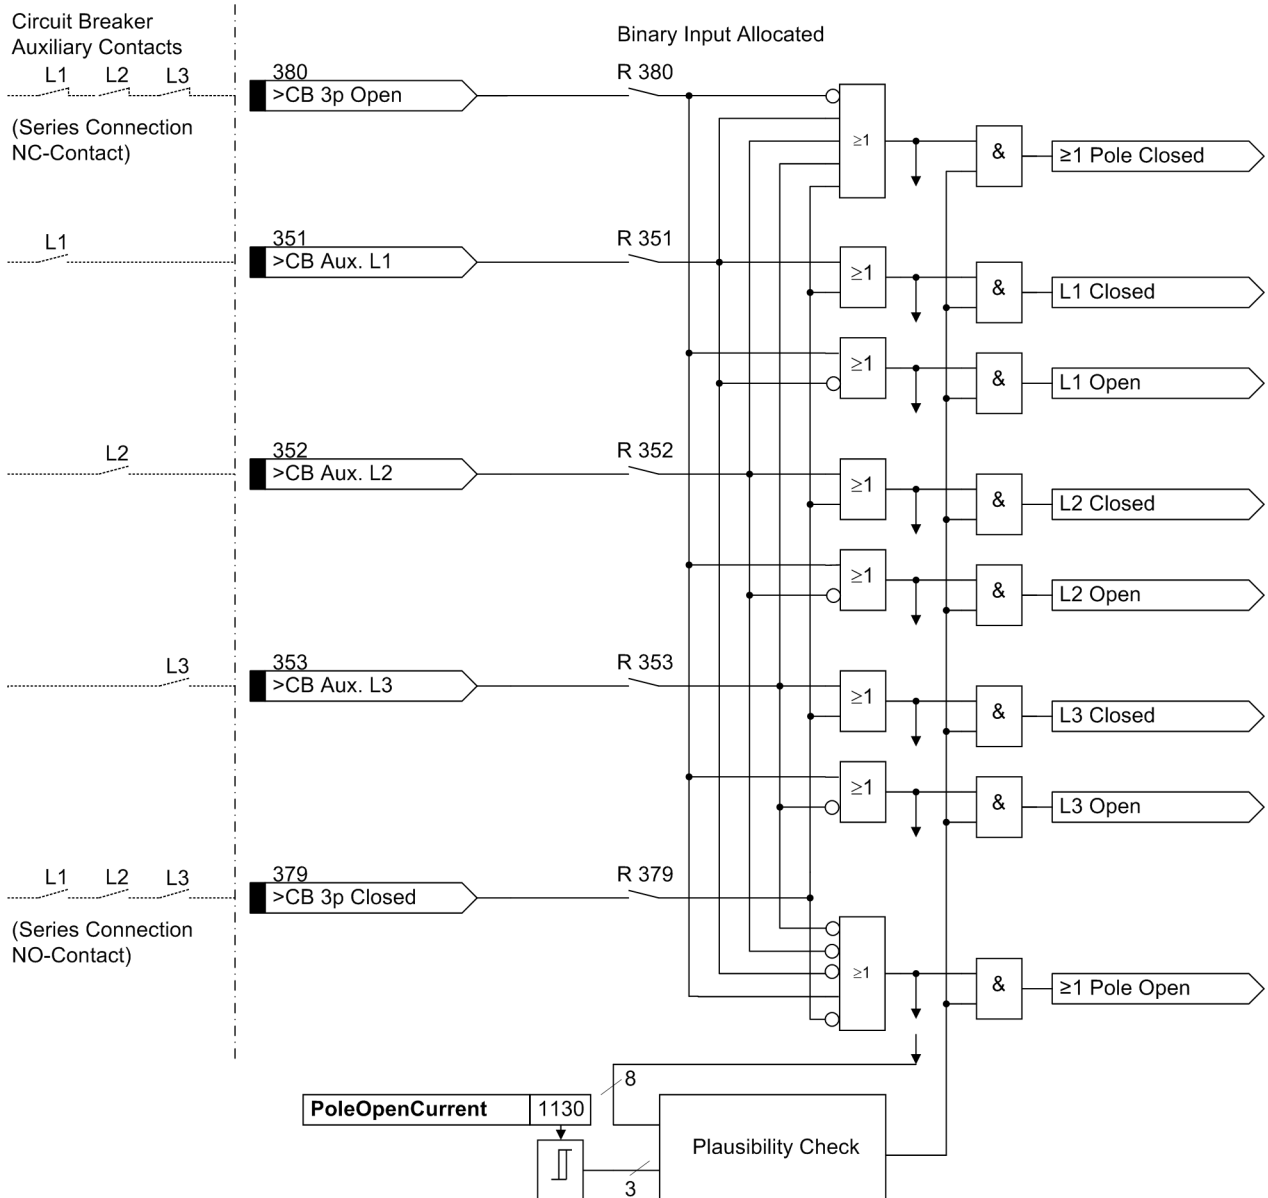 Circuit Breaker
Auxiliary Contacts
Binary Input Allocated
L1 L2 L3
380
>CB 3p Open
R 380
(Series Connection
NC-Contact)
≥1
&
≥1 Pole Closed
L1
351
>CB Aux. L1
R 351
≥1
&
L1 Closed
≥1
&
L1 Open
L2
352
>CB Aux. L2
R 352
≥1
&
L2 Closed
≥1
&
L2 Open
L3
353
>CB Aux. L3
R 353
≥1
&
L3 Closed
≥1
&
L3 Open
L1 L2 L3
379
>CB 3p Closed
R 379
(Series Connection
NO-Contact)
≥1
&
≥1 Pole Open
8
PoleOpenCurrent 1130
Plausibility Check
3